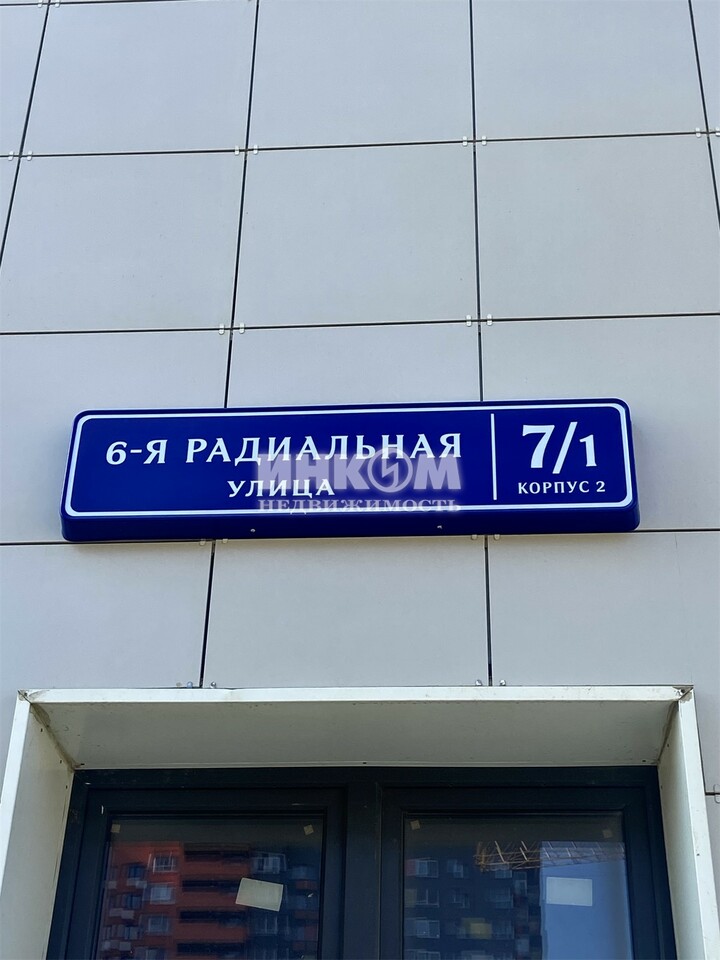 6-Я РАДИАЛЬНАЯ
УЛИЦА
7/1
КОРПУС 2
ИНКОМ
НЕДВИЖИМОСТЬ